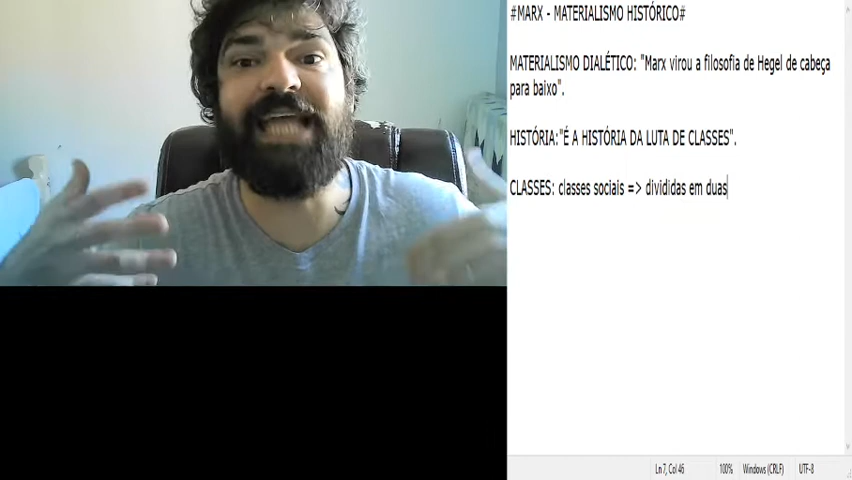 #MARX - MATERIALISMO HISTÓRICO#
MATERIALISMO DIALÉTICO: "Marx virou a filosofia de Hegel de cabeça
para baixo".
HISTÓRIA:"É A HISTÓRIA DA LUTA DE CLASSES".
CLASSES: classes sociais => divididas em duas
Ln 7, Col 46 100% Windows (CRLF) UTF-8